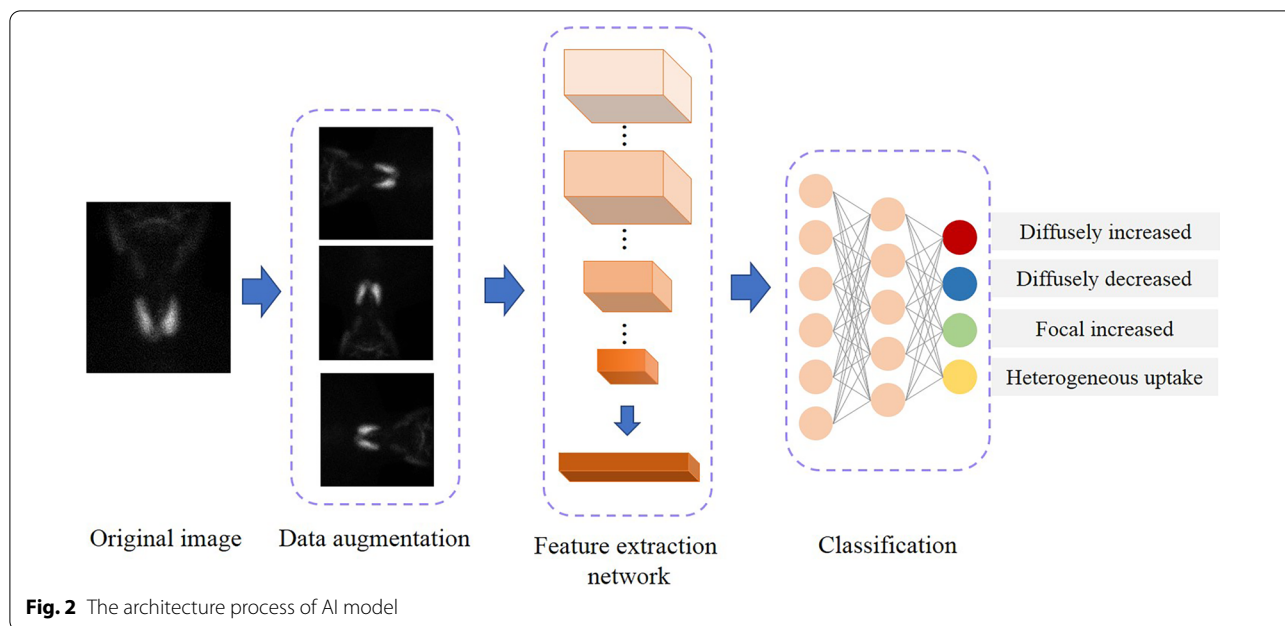 Diffusely increased
Diffusely decreased
Focal increased
Heterogeneous uptake
Original image
Data augmentation
Feature extraction
network
Classification
Fig. 2 The architecture process of AI model